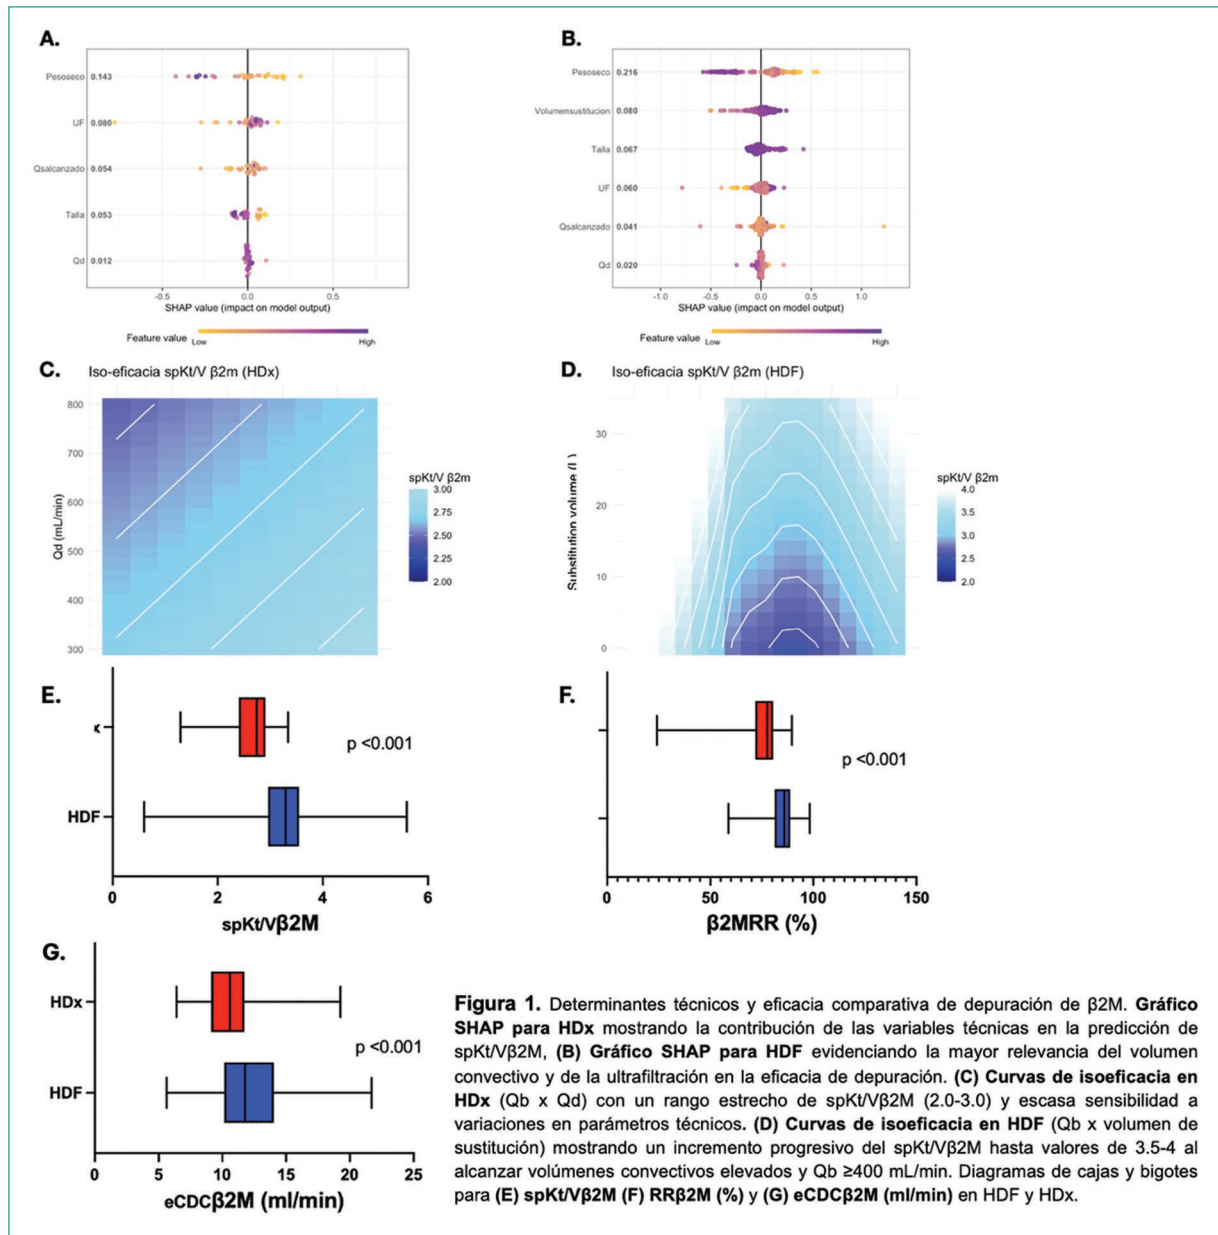 A.
Pesoseco 0.143
UF 0.080
Qsalcanzado 0.054
Talla 0.053
Qd 0.012
-0.5 0.0 0.5
SHAP value (impact on model output)
Feature value Low High
B.
Pesoseco 0.216
Volumensustitucion 0.080
Talla 0.067
UF 0.060
Qsalcanzado 0.041
Qd 0.020
-1.0 -0.5 0.0 0.5 1.0
SHAP value (impact on model output)
Feature value Low High
C. Iso-eficacia spKt/V β2m (HDx)
800
700
600
500
400
300
Qd (mL/min)
spKt/V β2m
3.00
2.75
2.50
2.25
2.00
D. Iso-eficacia spKt/V β2m (HDF)
30
20
10
0
Substitution volume (L)
spKt/V β2m
4.0
3.5
3.0
2.5
2.0
E.
x
p <0.001
HDF
0 2 4 6
spKt/Vβ2M
F.
p <0.001
0 50 100 150
β2MRR (%)
G.
HDx
p <0.001
HDF
0 5 10 15 20 25
eCDCβ2M (ml/min)
Figura 1. Determinantes técnicos y eficacia comparativa de depuración de β2M. Gráfico
SHAP para HDx mostrando la contribución de las variables técnicas en la predicción de
spKt/Vβ2M, (B) Gráfico SHAP para HDF evidenciando la mayor relevancia del volumen
convectivo y de la ultrafiltración en la eficacia de depuración. (C) Curvas de isoeficacia en
HDx (Qb x Qd) con un rango estrecho de spKt/Vβ2M (2.0-3.0) y escasa sensibilidad a
variaciones en parámetros técnicos. (D) Curvas de isoeficacia en HDF (Qb x volumen de
sustitución) mostrando un incremento progresivo del spKt/Vβ2M hasta valores de 3.5-4 al
alcanzar volúmenes convectivos elevados y Qb ≥400 mL/min. Diagramas de cajas y bigotes
para (E) spKt/Vβ2M (F) RRβ2M (%) y (G) eCDCβ2M (ml/min) en HDF y HDx.